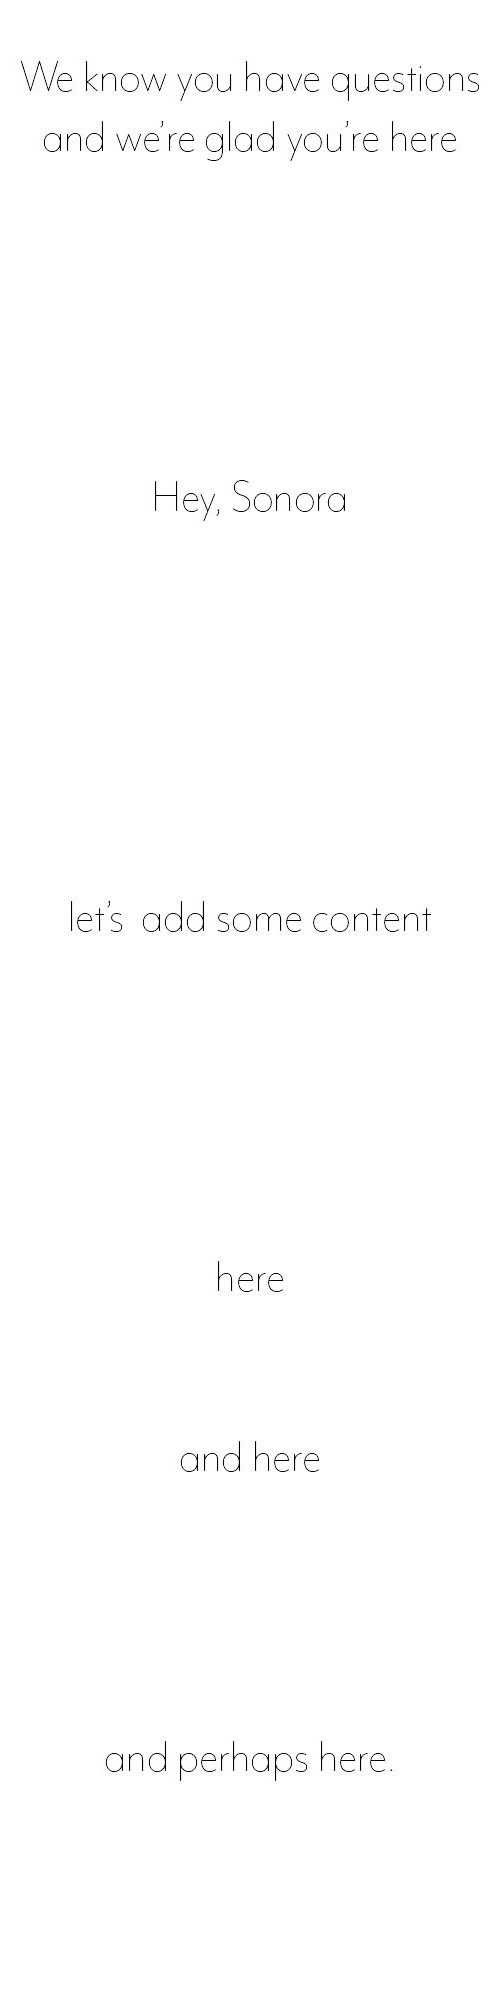 We know you have questions
and we’re glad you’re here
Hey, Sonora
let’s  add some content
here
and here
and perhaps here.